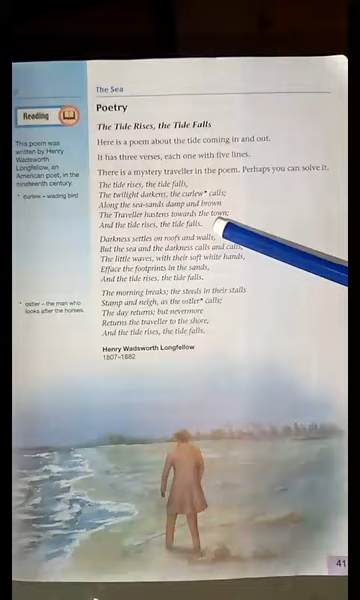 The Sea
Reading
This poem was
written by Henry
Wadsworth
Longfellow, an
American poet, in the
nineteenth century.
* curlew – wading bird
Poetry
The Tide Rises, the Tide Falls
Here is a poem about the tide coming in and out.
It has three verses, each one with five lines.
There is a mystery traveller in the poem. Perhaps you can solve it.
The tide rises, the tide falls,
The twilight darkens, the curlew* calls;
Along the sea-sands damp and brown
The Traveller hastens towards the town;
And the tide rises, the tide falls.
Darkness settles on roofs and walls,
But the sea and the darkness calls and calls;
The little waves, with their soft white hands,
Efface the footprints in the sands,
And the tide rises, the tide falls.
The morning breaks; the steeds in their stalls
Stamp and neigh, as the ostler* calls;
The day returns; but nevermore
Returns the traveller to the shore,
And the tide rises, the tide falls.
* ostler – the man who
looks after the horses.
Henry Wadsworth Longfellow
1807–1882
41